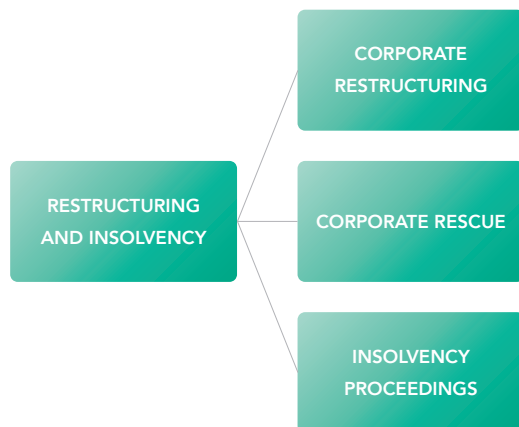 CORPORATE
RESTRUCTURING
RESTRUCTURING
AND INSOLVENCY
CORPORATE RESCUE
INSOLVENCY
PROCEEDINGS